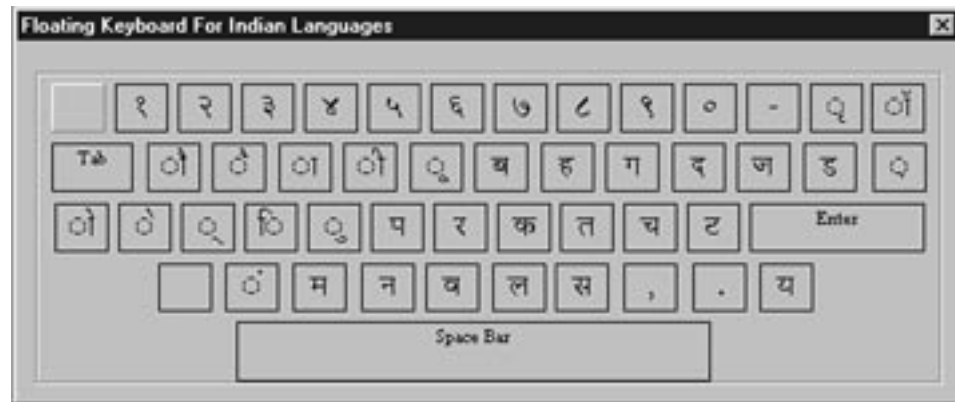 Floating Keyboard For Indian Languages
१ २ ३ ४ ५ ६ ७ ८ ९ ० - ृ ॉ
Tab ौ ै ा ी ू ब ह ग द ज ड ़
ो े ् ि ु प र क त च ट Enter
ं म न व ल स , . य
Space Bar